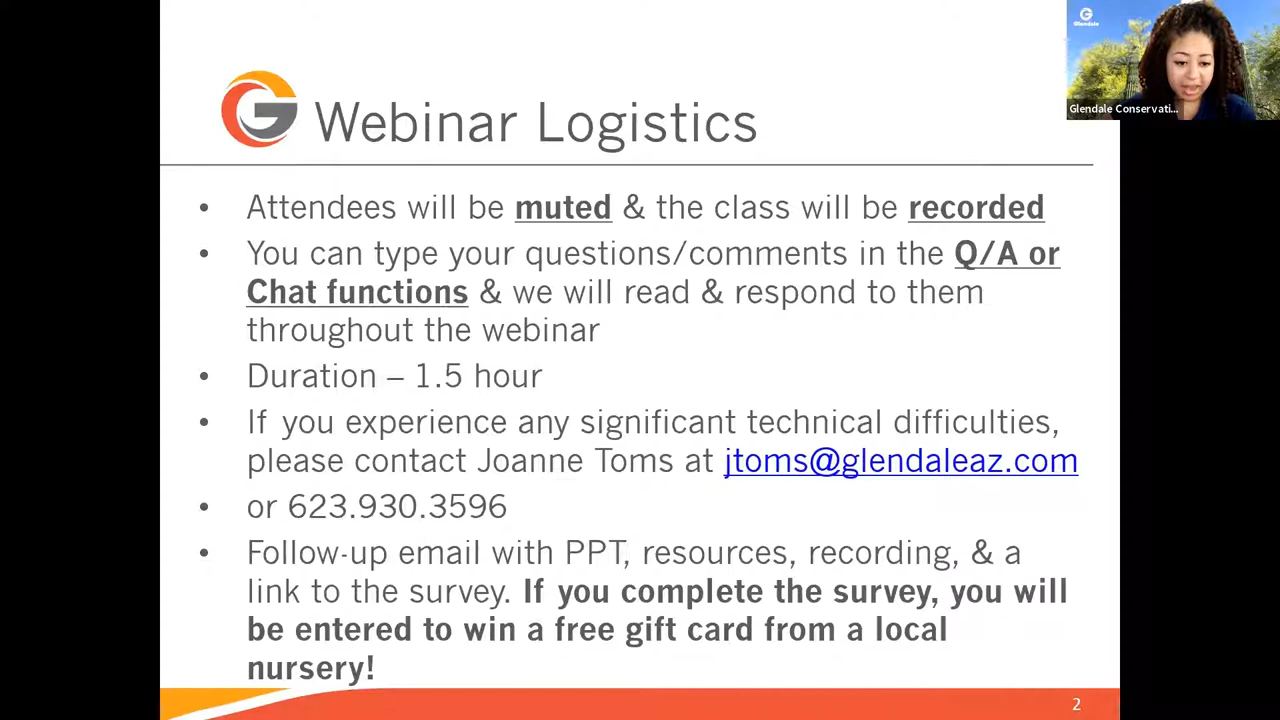 G
Glendale
Glendale Conservati...
G Webinar Logistics
• Attendees will be muted & the class will be recorded
• You can type your questions/comments in the Q/A or
Chat functions & we will read & respond to them
throughout the webinar
• Duration – 1.5 hour
• If you experience any significant technical difficulties,
please contact Joanne Toms at jtoms@glendaleaz.com
• or 623.930.3596
• Follow-up email with PPT, resources, recording, & a
link to the survey. If you complete the survey, you will
be entered to win a free gift card from a local
nursery!
2